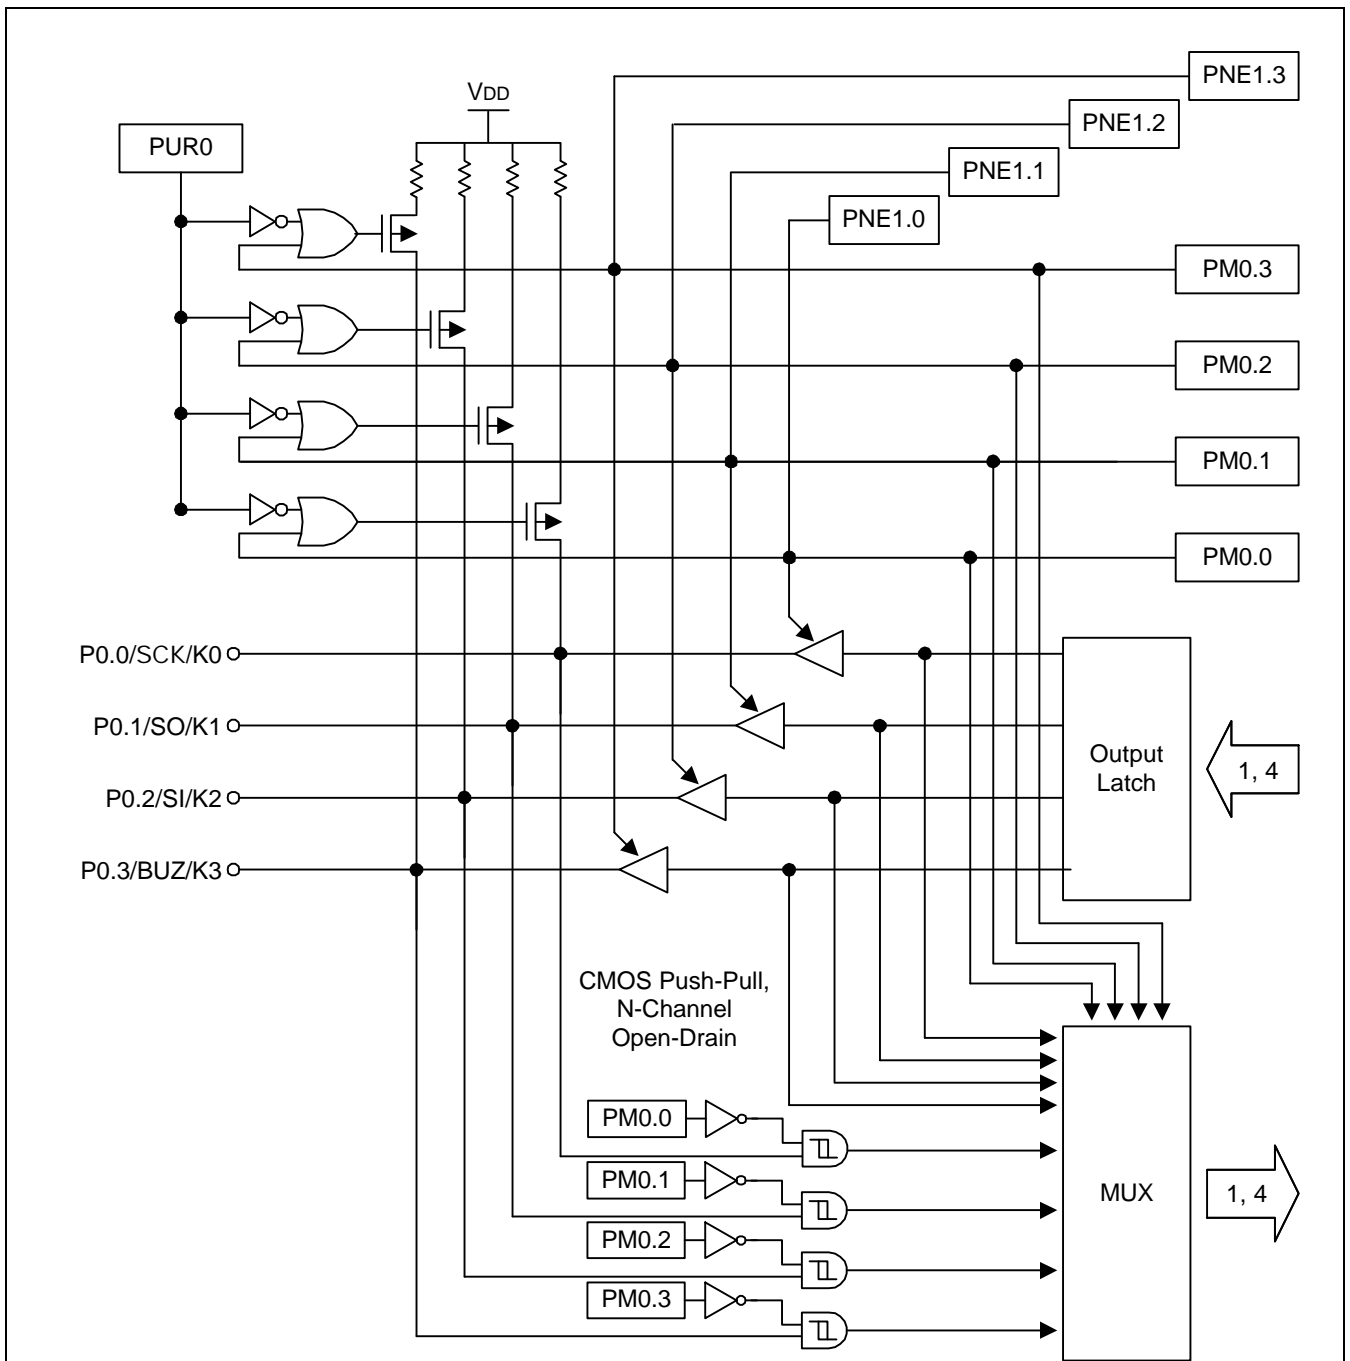 PNE1.3
VDD
PNE1.2
PUR0
PNE1.1
PNE1.0
PM0.3
PM0.2
PM0.1
PM0.0
P0.0/SCK/K0
P0.1/SO/K1
Output
Latch
1, 4
P0.2/SI/K2
P0.3/BUZ/K3
CMOS Push-Pull,
N-Channel
Open-Drain
PM0.0
PM0.1
MUX
1, 4
PM0.2
PM0.3